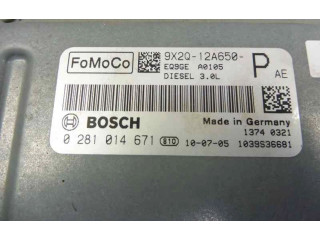 FoMoCo
9X2Q-12A650- P AE
EQ9GE A0105
DIESEL 3.0L
BOSCH
Made in Germany
1374 0321
0 281 014 671 810 10-07-05 1039S36681